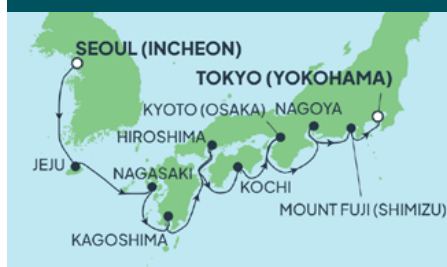 SEOUL (INCHEON)
TOKYO (YOKOHAMA)
KYOTO (OSAKA)
NAGOYA
HIROSHIMA
JEJU
NAGASAKI
KOCHI
MOUNT FUJI (SHIMIZU)
KAGOSHIMA